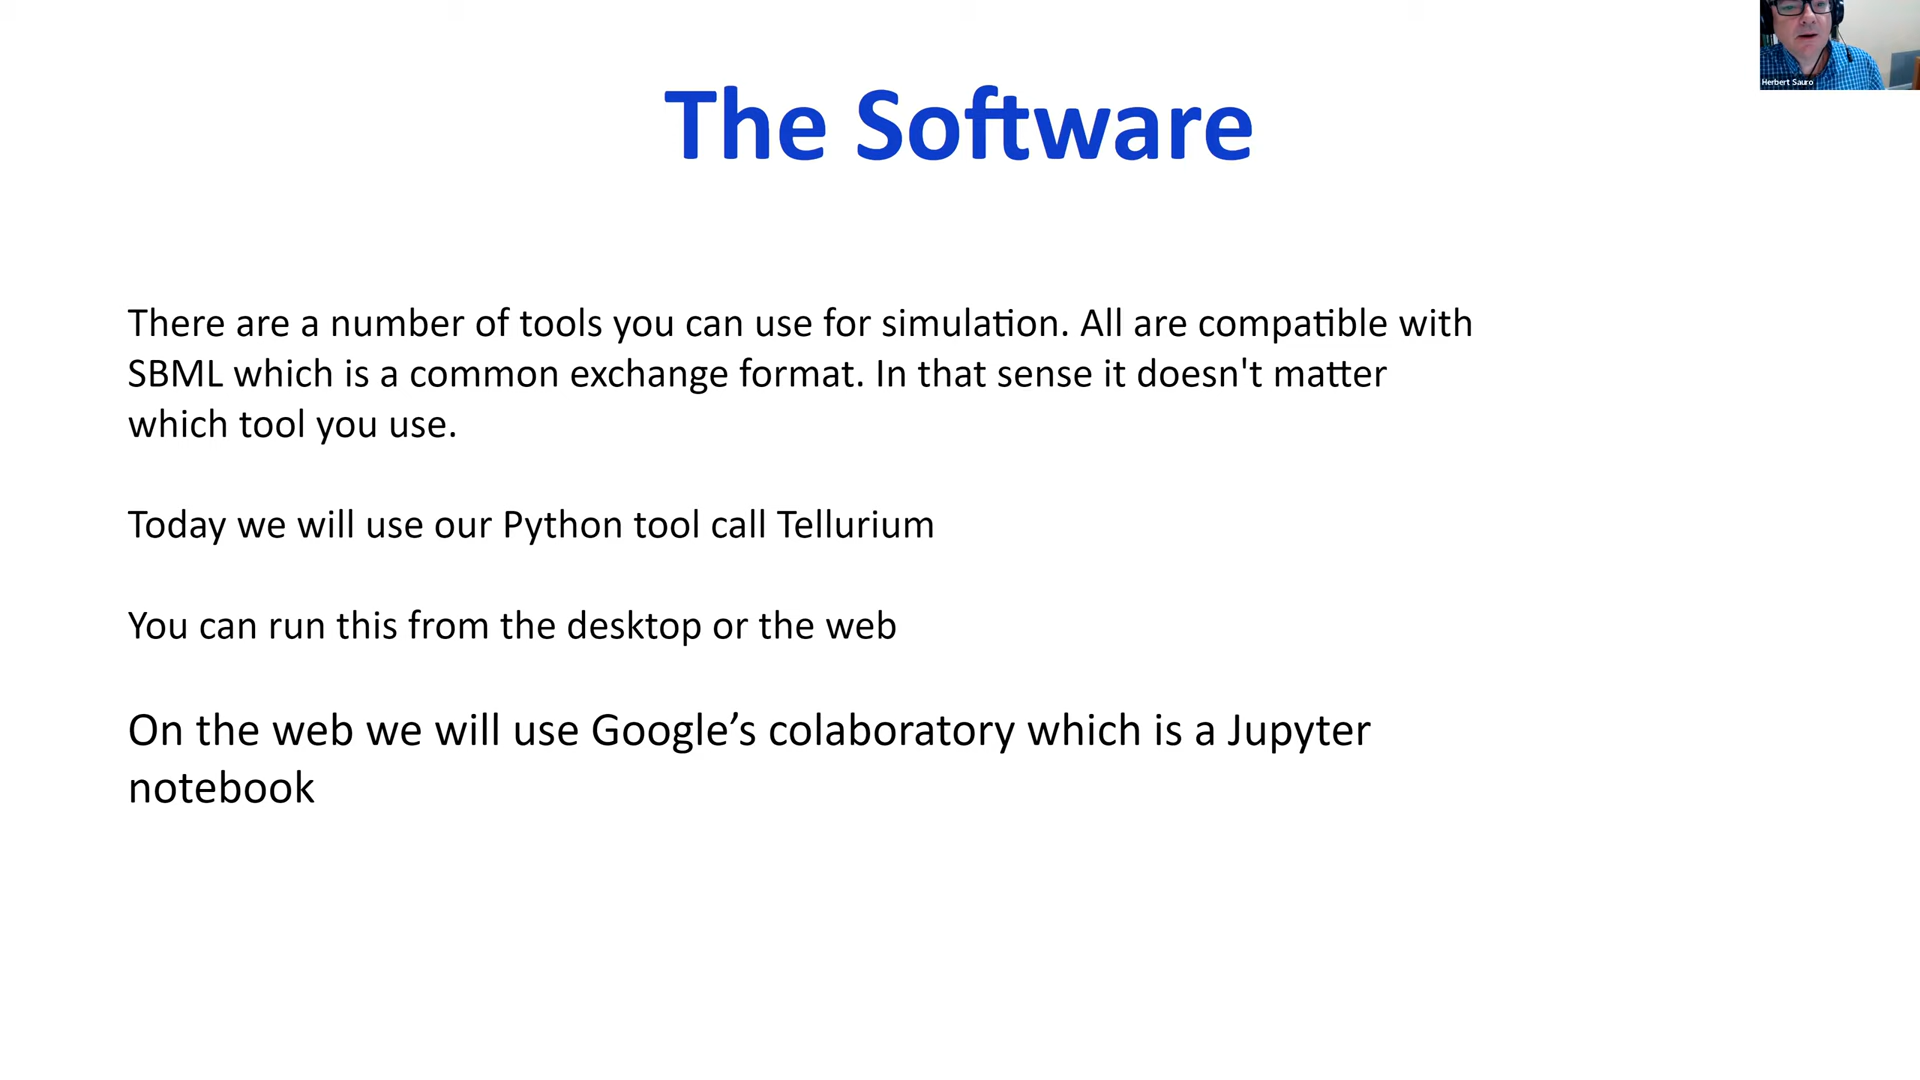 Herbert Sauro
The Software
There are a number of tools you can use for simulation. All are compatible with
SBML which is a common exchange format. In that sense it doesn't matter
which tool you use.
Today we will use our Python tool call Tellurium
You can run this from the desktop or the web
On the web we will use Google’s colaboratory which is a Jupyter
notebook